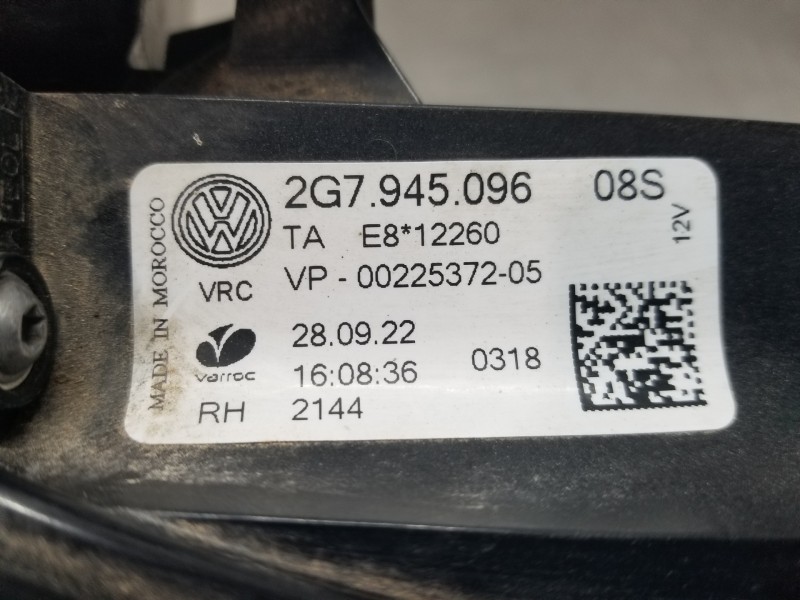 2G7.945.096 08S
TA E8*12260
12V
VRC VP - 00225372-05
MADE IN MOROCCO
28.09.22
varroc
16:08:36 0318
RH 2144